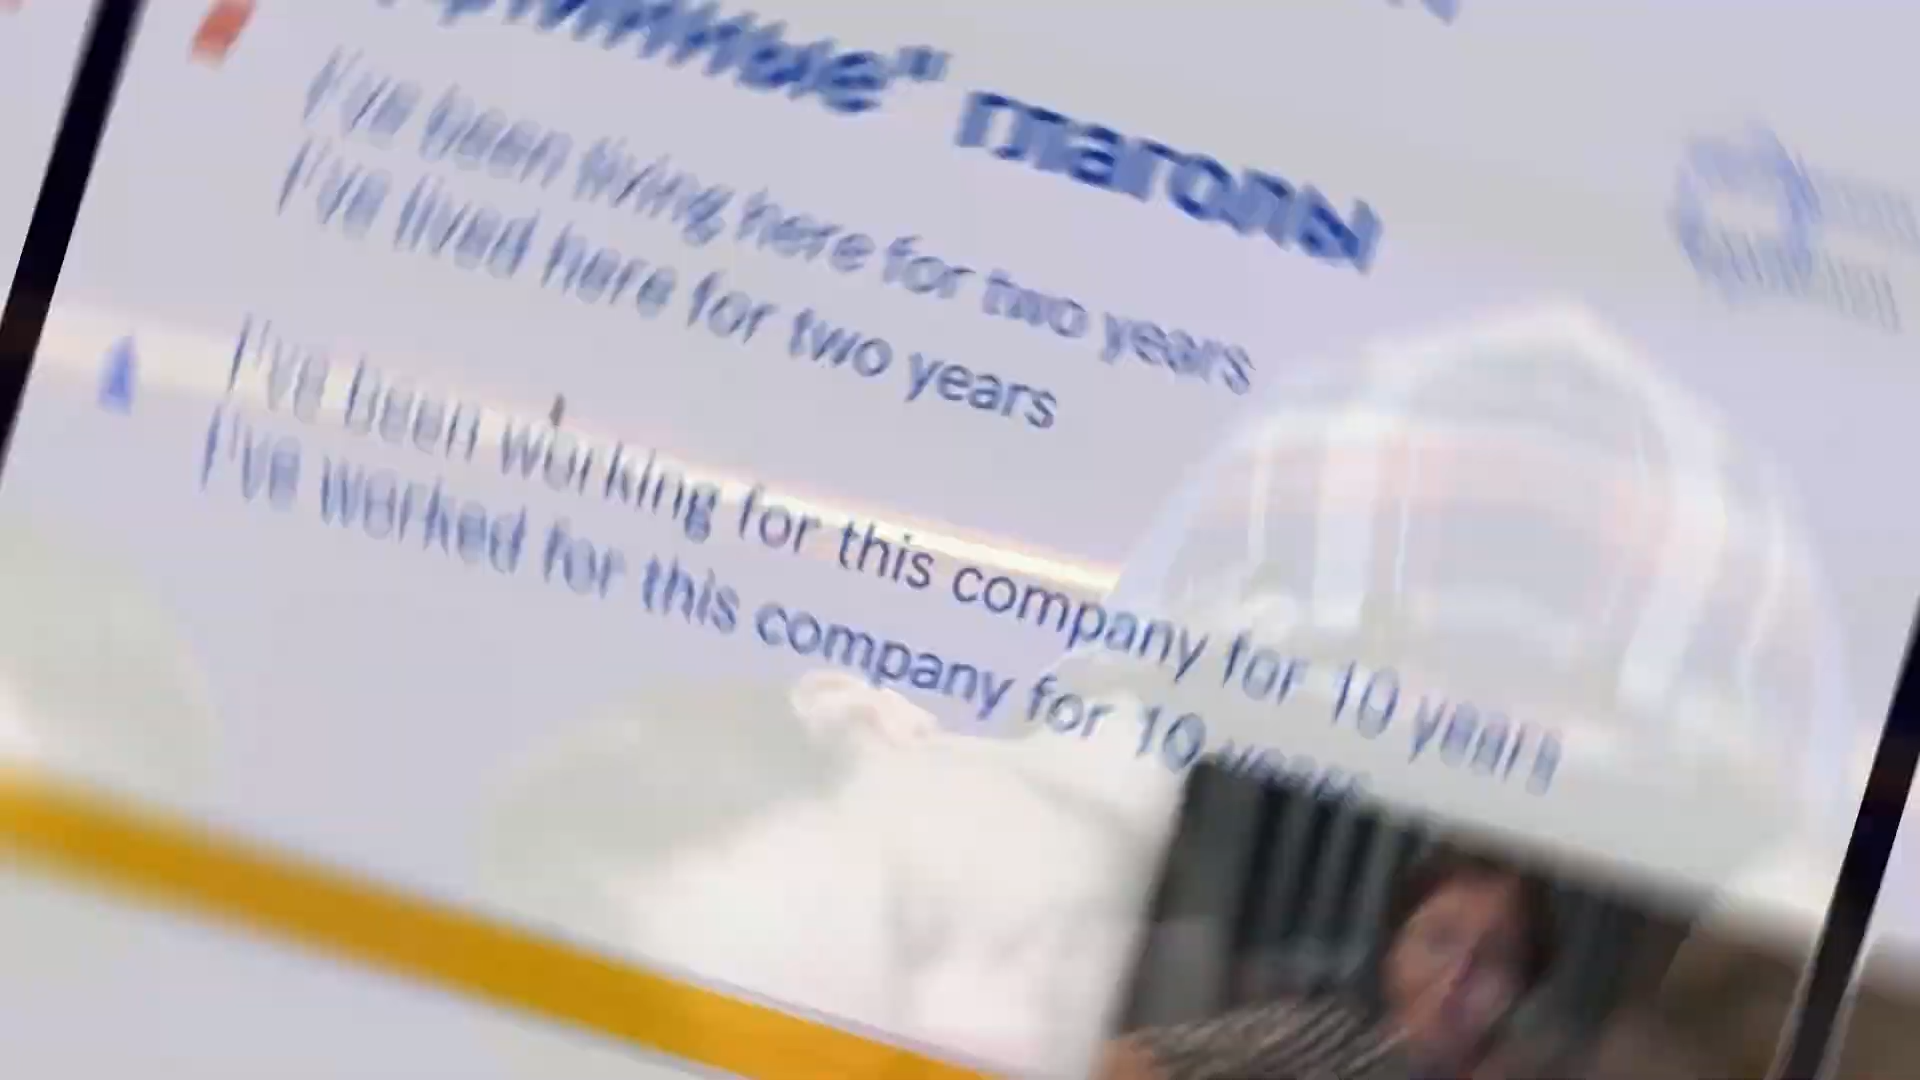 глаголы
I've been living here for two years
I've lived here for two years
I've been working for this company for 10 years
I've worked for this company for 10 years